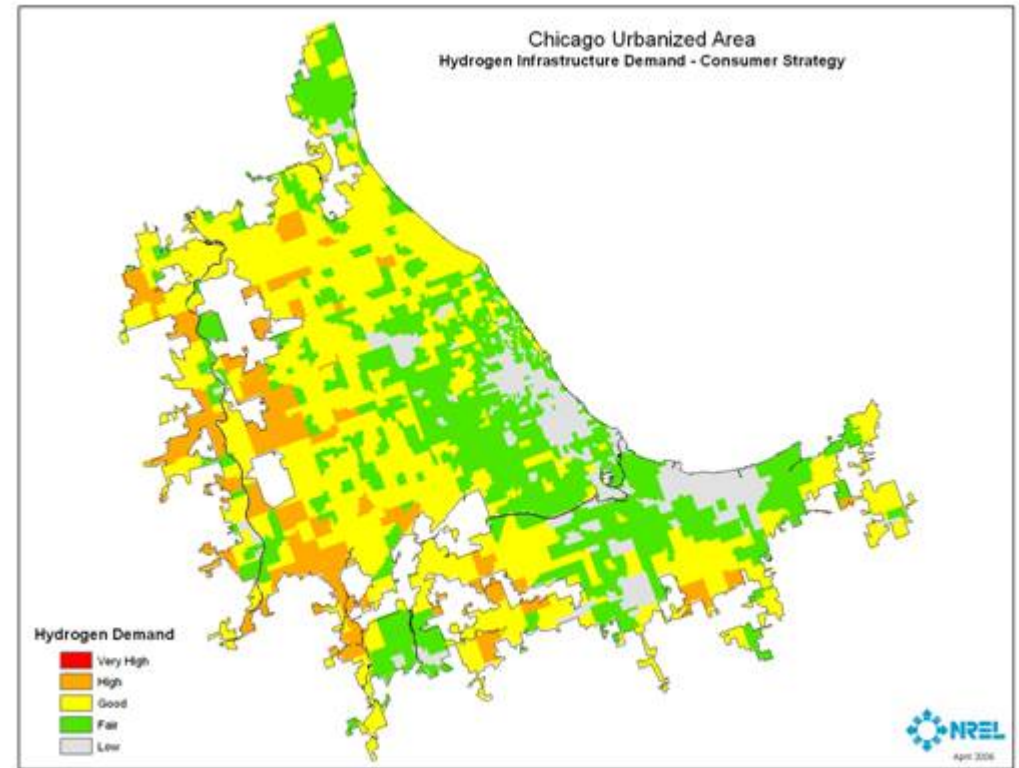 Chicago Urbanized Area
Hydrogen Infrastructure Demand - Consumer Strategy
Hydrogen Demand
Very High
High
Good
Fair
Low
NREL
April 2006